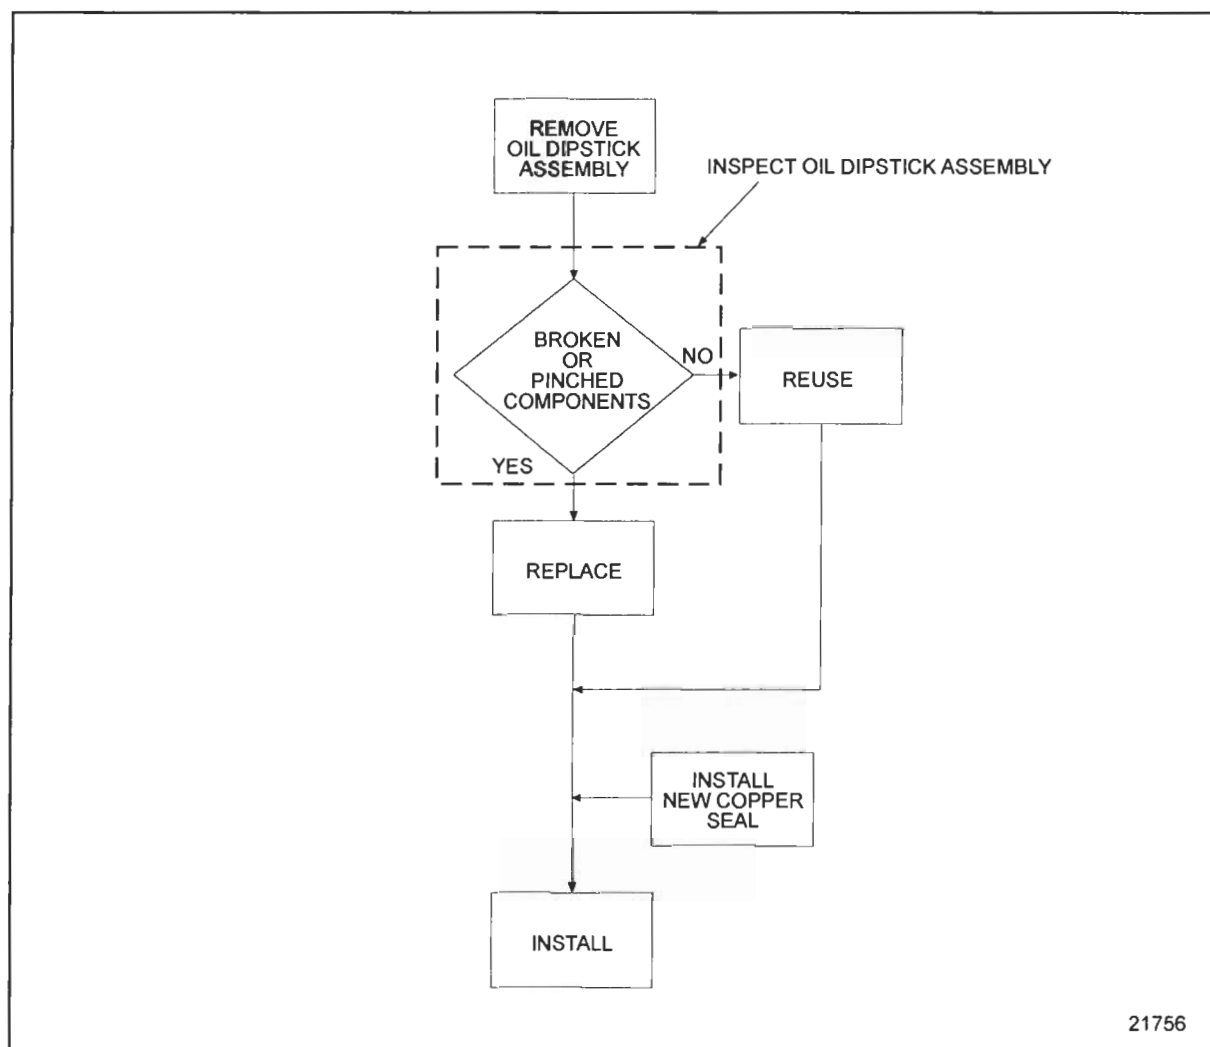 REMOVE
OIL DIPSTICK
ASSEMBLY
INSPECT OIL DIPSTICK ASSEMBLY
BROKEN
OR
PINCHED
COMPONENTS
NO
REUSE
YES
REPLACE
INSTALL
NEW COPPER
SEAL
INSTALL
21756